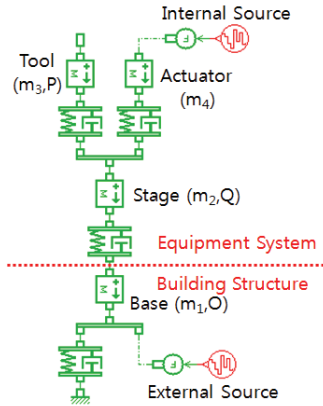 Internal Source
F
Tool
(m3,P)
M
M
Actuator
(m4)
M
Stage (m2,Q)
Equipment System
Building Structure
M
Base (m1,O)
F
External Source